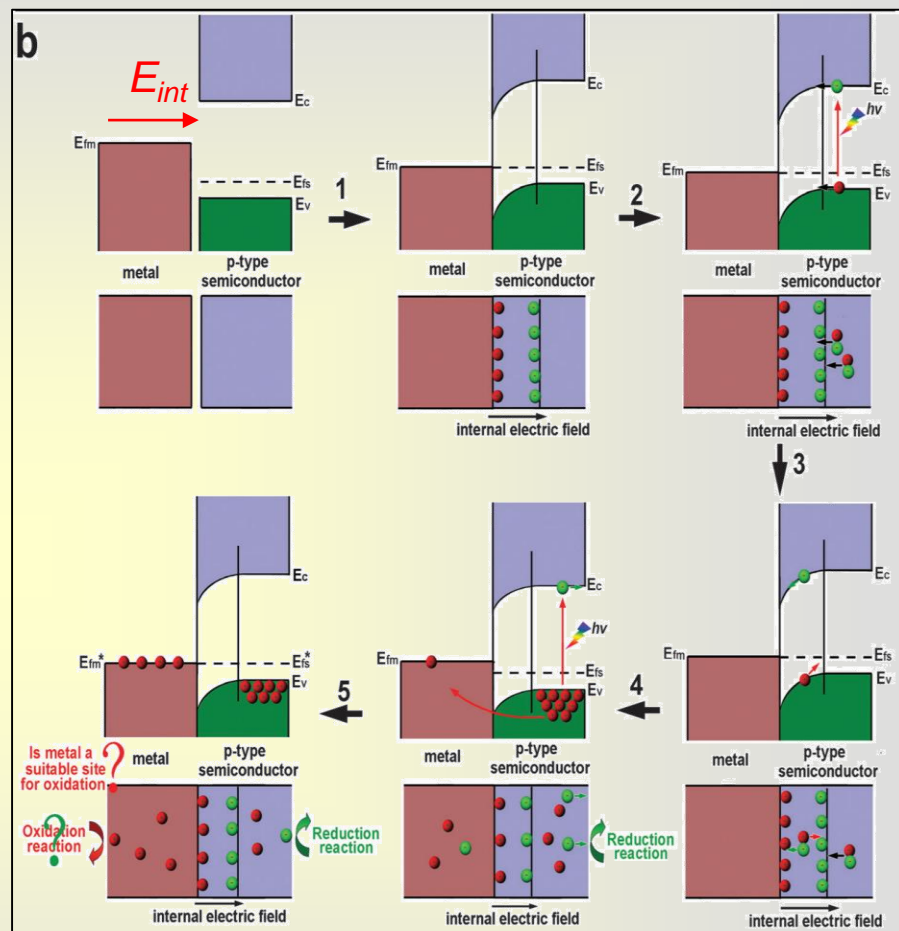 b
E_int
Ec
Efm
Efs
Ev
metal
p-type
semiconductor
1
Ec
Efm
Efs
Ev
metal
p-type
semiconductor
internal electric field
2
Ec
hv
Efm
Efs
Ev
metal
p-type
semiconductor
internal electric field
3
Ec
Efm
Efs
Ev
metal
p-type
semiconductor
internal electric field
4
Ec
hv
Efm
Efs
Ev
metal
p-type
semiconductor
Reduction
reaction
internal electric field
5
Ec
Efm*
Efs*
Ev
metal
p-type
semiconductor
Is metal a
suitable site
for oxidation
?
Oxidation
reaction
?
Reduction
reaction
internal electric field